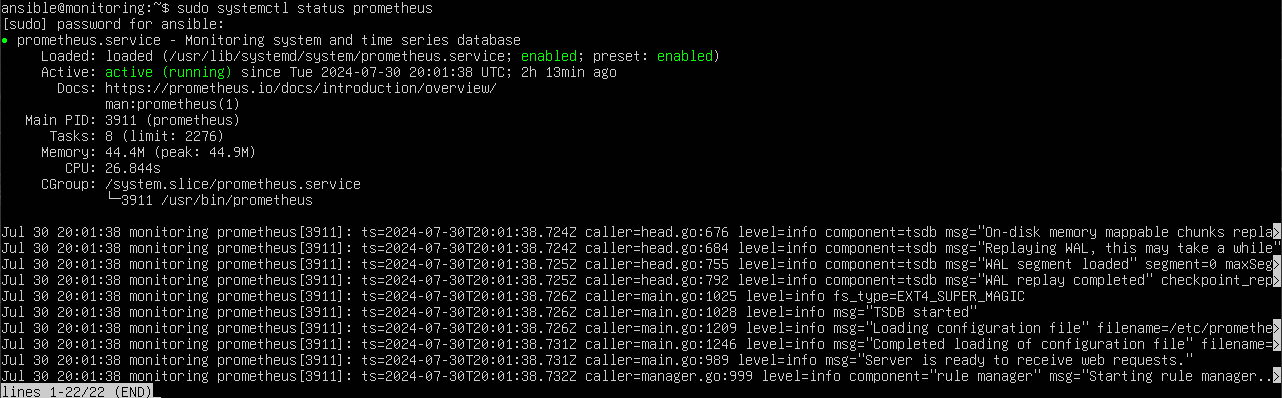 ansible@monitoring:~$ sudo systemctl status prometheus
[sudo] password for ansible:
● prometheus.service - Monitoring system and time series database
     Loaded: loaded (/usr/lib/systemd/system/prometheus.service; enabled; preset: enabled)
     Active: active (running) since Tue 2024-07-30 20:01:38 UTC; 2h 13min ago
       Docs: https://prometheus.io/docs/introduction/overview/
             man:prometheus(1)
   Main PID: 3911 (prometheus)
      Tasks: 8 (limit: 2276)
     Memory: 44.4M (peak: 44.9M)
        CPU: 26.844s
     CGroup: /system.slice/prometheus.service
             └─3911 /usr/bin/prometheus

Jul 30 20:01:38 monitoring prometheus[3911]: ts=2024-07-30T20:01:38.724Z caller=head.go:676 level=info component=tsdb msg="On-disk memory mappable chunks repla>
Jul 30 20:01:38 monitoring prometheus[3911]: ts=2024-07-30T20:01:38.724Z caller=head.go:684 level=info component=tsdb msg="Replaying WAL, this may take a while"
Jul 30 20:01:38 monitoring prometheus[3911]: ts=2024-07-30T20:01:38.725Z caller=head.go:755 level=info component=tsdb msg="WAL segment loaded" segment=0 maxSeg>
Jul 30 20:01:38 monitoring prometheus[3911]: ts=2024-07-30T20:01:38.725Z caller=head.go:792 level=info component=tsdb msg="WAL replay completed" checkpoint_rep>
Jul 30 20:01:38 monitoring prometheus[3911]: ts=2024-07-30T20:01:38.726Z caller=main.go:1025 level=info fs_type=EXT4_SUPER_MAGIC
Jul 30 20:01:38 monitoring prometheus[3911]: ts=2024-07-30T20:01:38.726Z caller=main.go:1028 level=info msg="TSDB started"
Jul 30 20:01:38 monitoring prometheus[3911]: ts=2024-07-30T20:01:38.726Z caller=main.go:1209 level=info msg="Loading configuration file" filename=/etc/promethe>
Jul 30 20:01:38 monitoring prometheus[3911]: ts=2024-07-30T20:01:38.731Z caller=main.go:1246 level=info msg="Completed loading of configuration file" filename=>
Jul 30 20:01:38 monitoring prometheus[3911]: ts=2024-07-30T20:01:38.731Z caller=main.go:989 level=info msg="Server is ready to receive web requests."
Jul 30 20:01:38 monitoring prometheus[3911]: ts=2024-07-30T20:01:38.732Z caller=manager.go:999 level=info component="rule manager" msg="Starting rule manager..>
lines 1-22/22 (END)